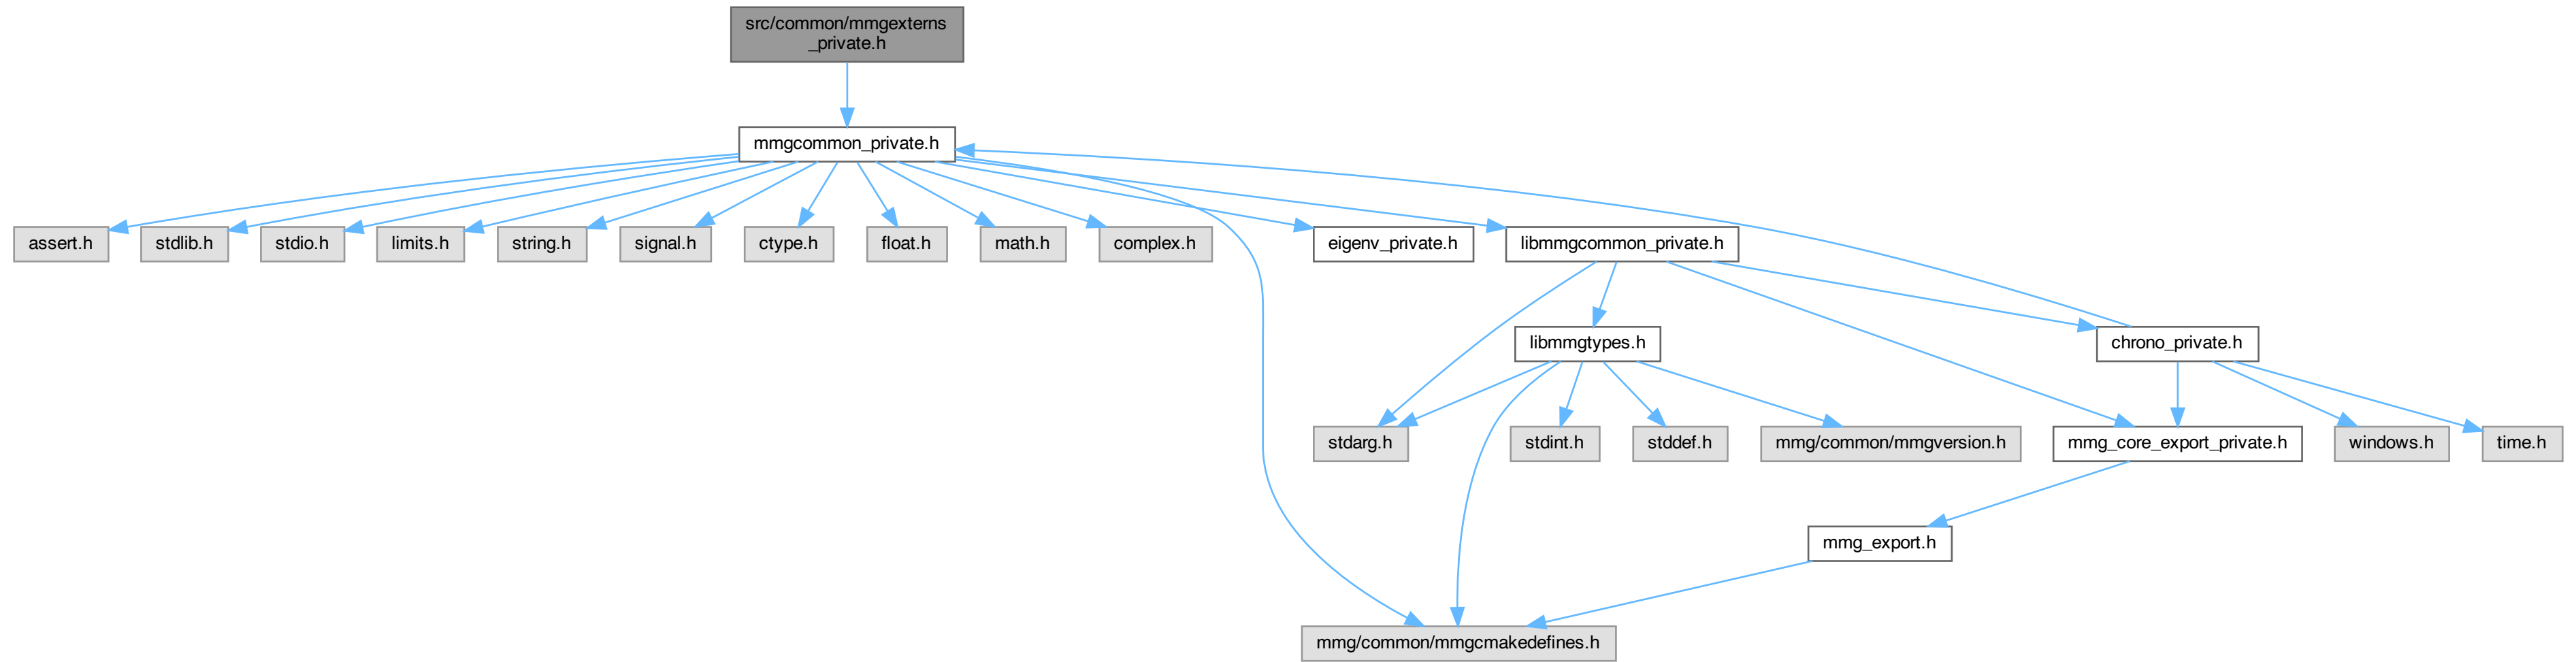 src/common/mmgexterns
_private.h
mmgcommon_private.h
assert.h
stdlib.h
stdio.h
limits.h
string.h
signal.h
ctype.h
float.h
math.h
complex.h
eigenv_private.h
libmmgcommon_private.h
libmmgtypes.h
chrono_private.h
stdarg.h
stdint.h
stddef.h
mmg/common/mmgversion.h
mmg_core_export_private.h
windows.h
time.h
mmg_export.h
mmg/common/mmgcmakedefines.h